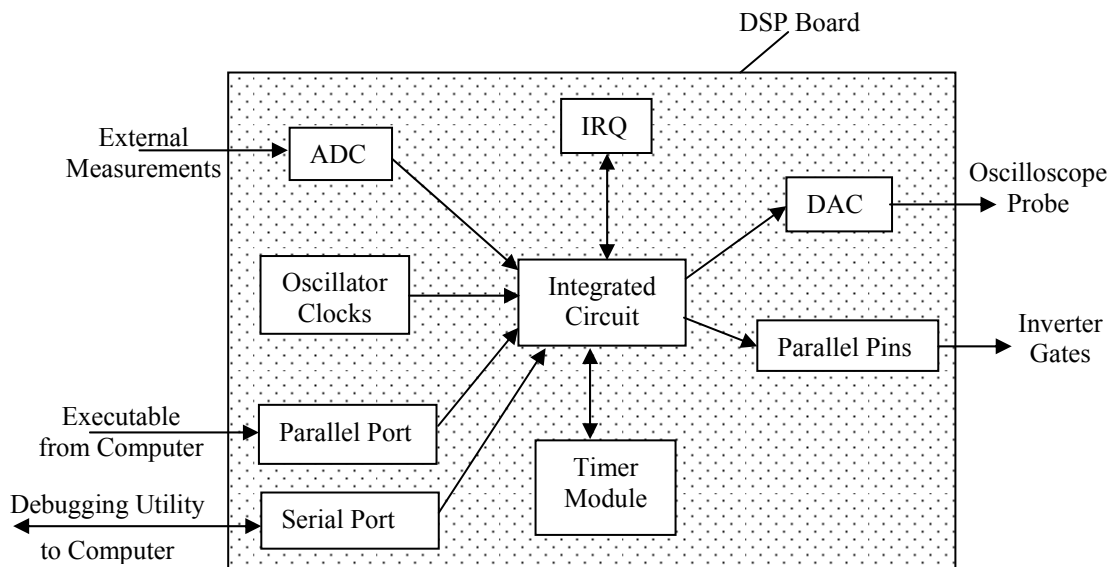 DSP Board
External
Measurements
ADC
IRQ
DAC
Oscilloscope
Probe
Oscillator
Clocks
Integrated
Circuit
Parallel Pins
Inverter
Gates
Executable
from Computer
Parallel Port
Timer
Module
Debugging Utility
to Computer
Serial Port